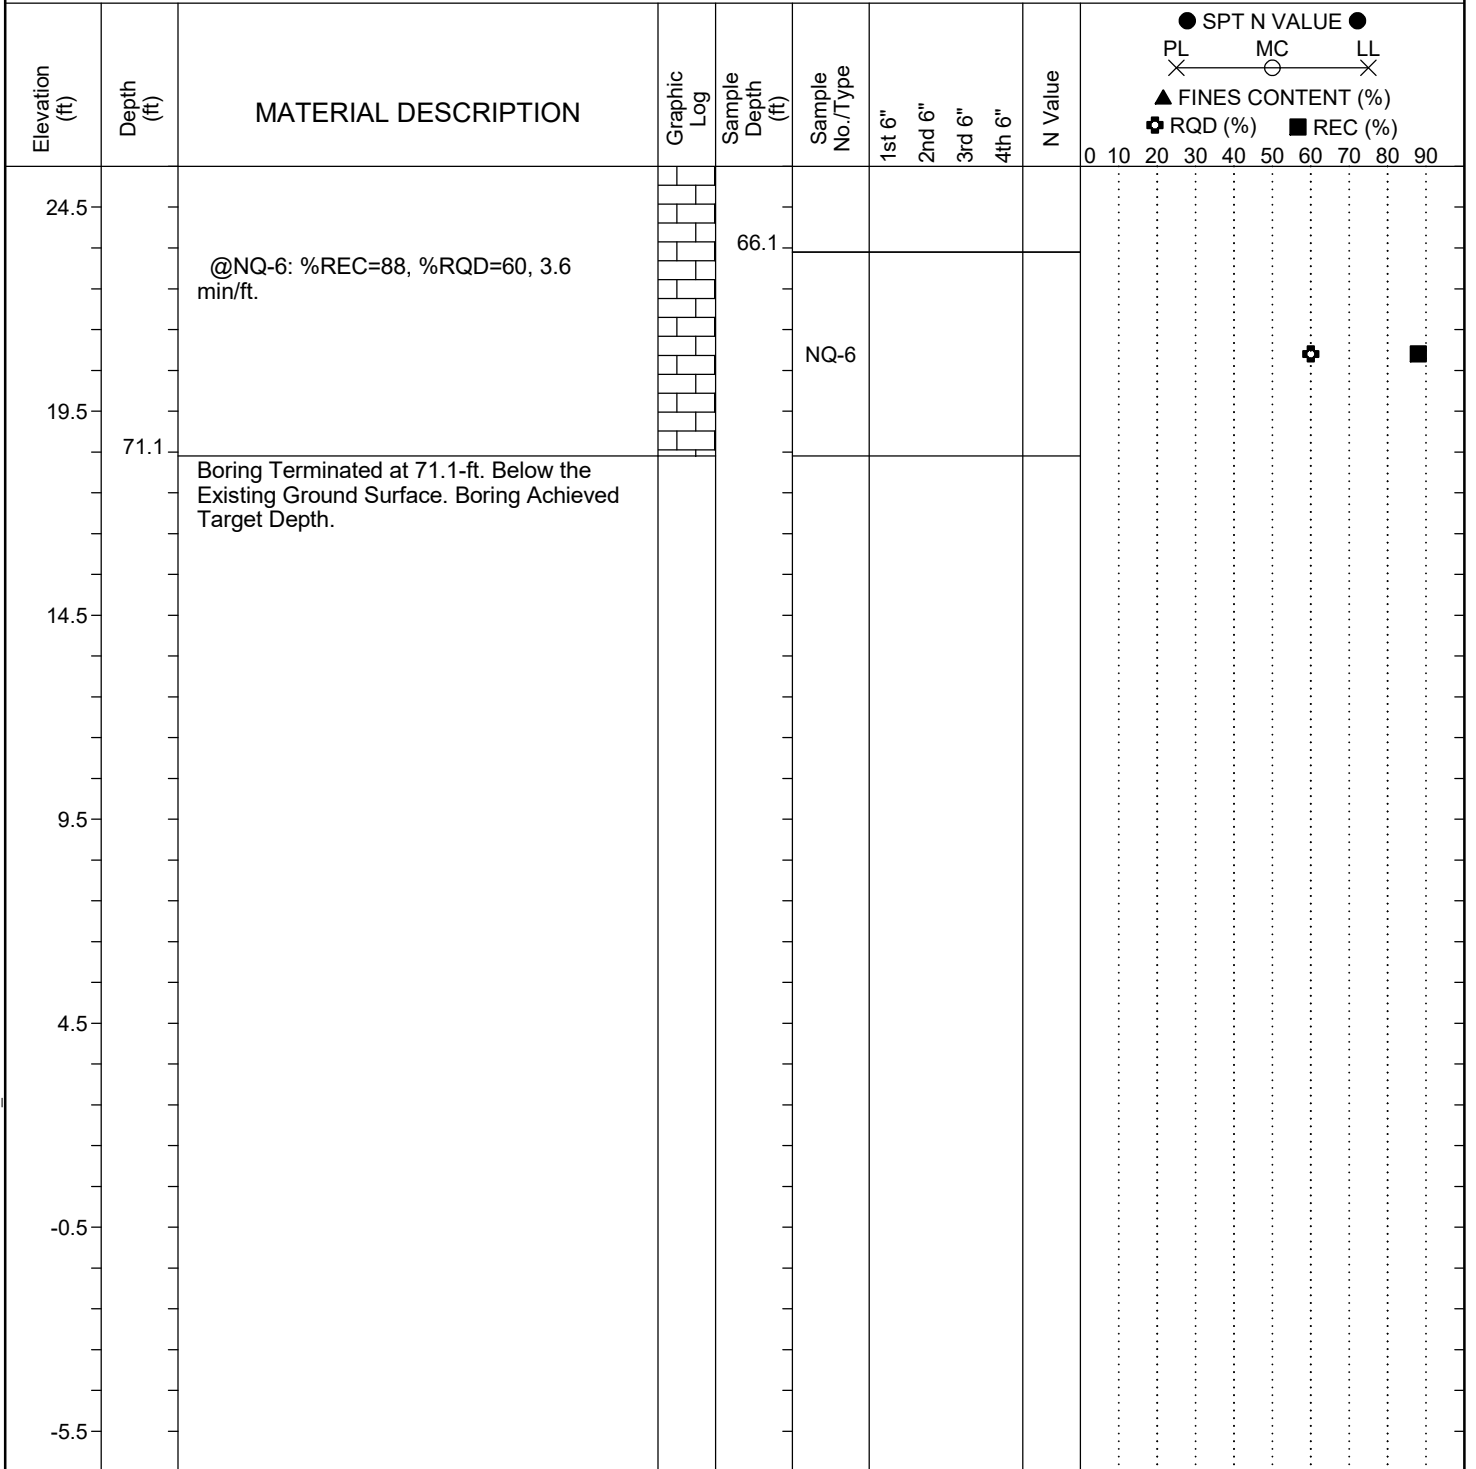 ● SPT N VALUE ●
PL MC LL
▲ FINES CONTENT (%)
RQD (%) ■ REC (%)
0 10 20 30 40 50 60 70 80 90
Elevation
(ft)
Depth
(ft)
MATERIAL DESCRIPTION
Graphic
Log
Sample
Depth
(ft)
Sample
No./Type
1st 6"
2nd 6"
3rd 6"
4th 6"
N Value
24.5
66.1
@NQ-6: %REC=88, %RQD=60, 3.6
min/ft.
NQ-6
19.5
71.1
Boring Terminated at 71.1-ft. Below the
Existing Ground Surface. Boring Achieved
Target Depth.
14.5
9.5
4.5
-0.5
-5.5